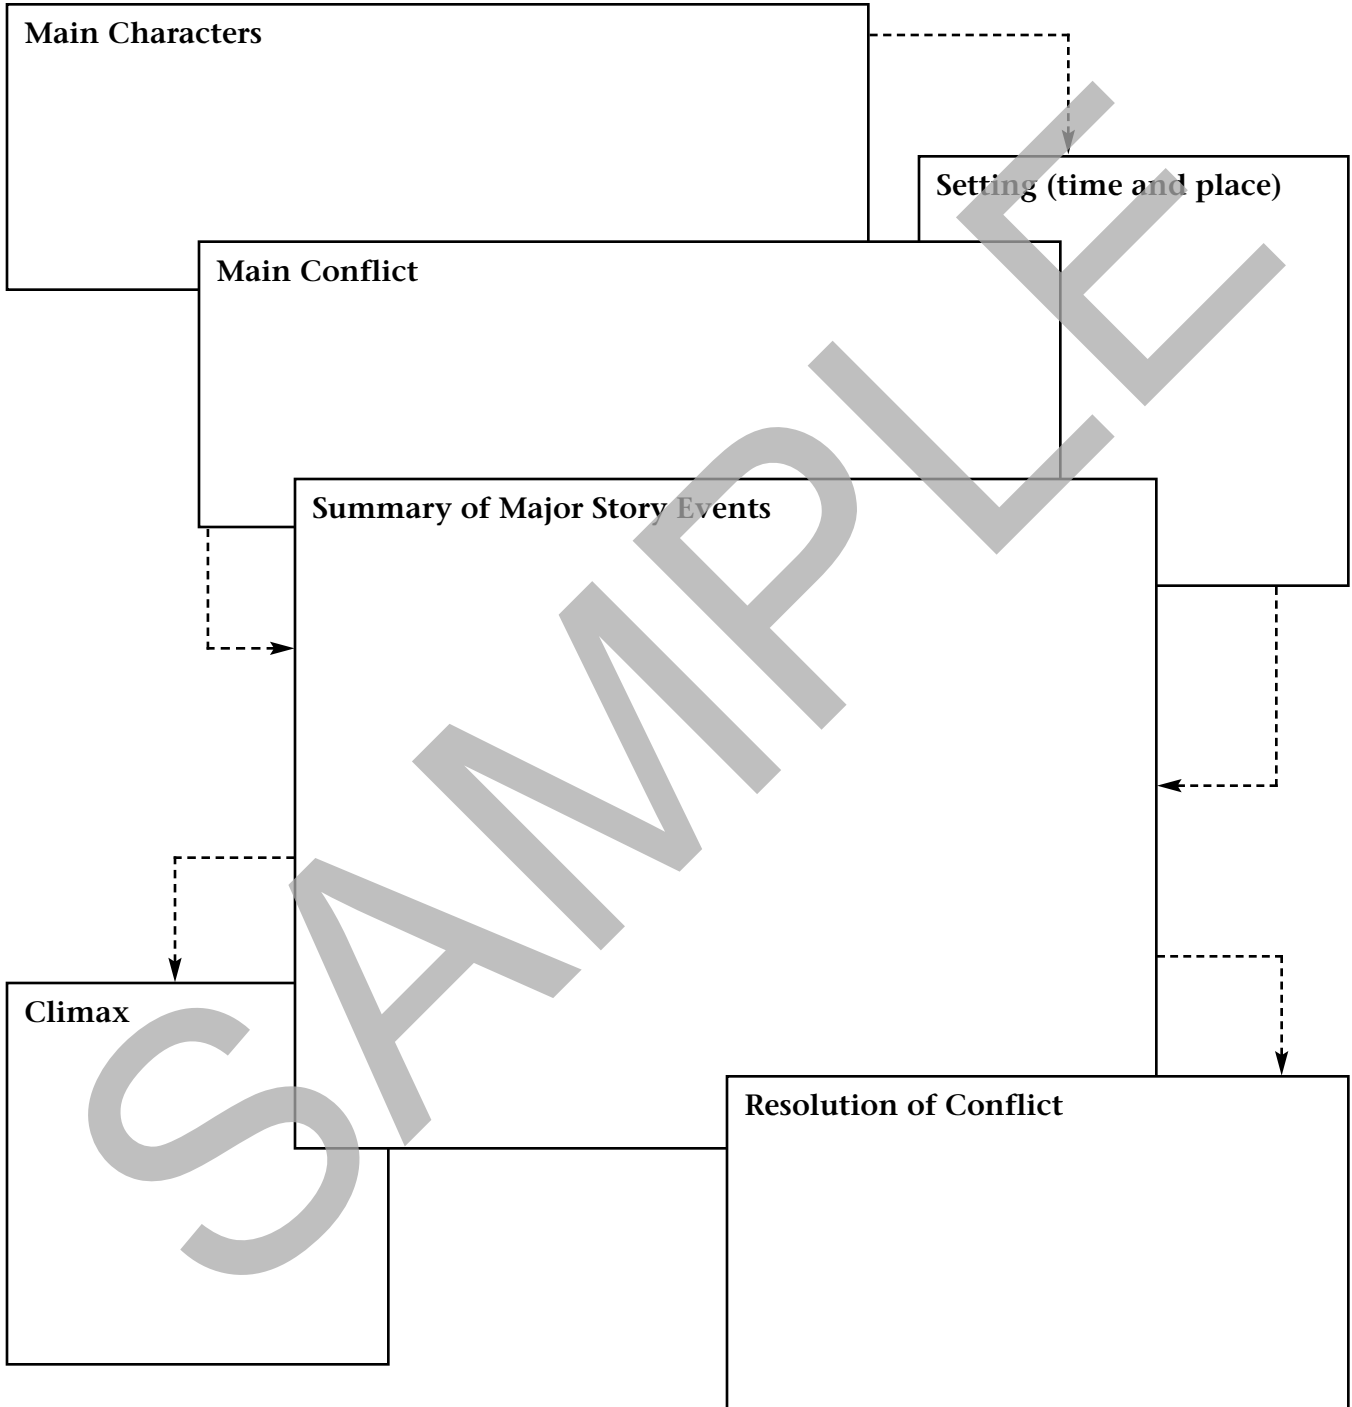 Main Characters
Setting (time and place)
Main Conflict
Summary of Major Story Events
Climax
Resolution of Conflict
SAMPLE